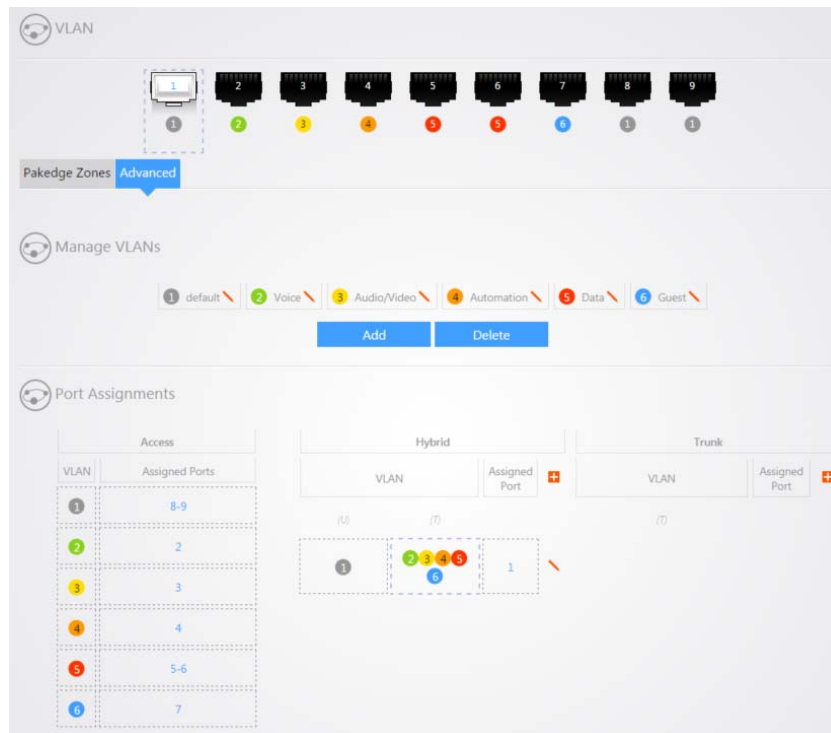 VLAN
1 2 3 4 5 6 7 8 9
1 2 3 4 5 5 6 1 1
Pakedge Zones Advanced
Manage VLANs
1 default 2 Voice 3 Audio/Video 4 Automation 5 Data 6 Guest
Add Delete
Port Assignments
Access Hybrid Trunk
VLAN Assigned Ports VLAN Assigned Port VLAN Assigned Port
(U) (T) (T)
1 8-9
2 2
3 3
4 4
5 5-6
6 7
1 2 3 4 5 6 1